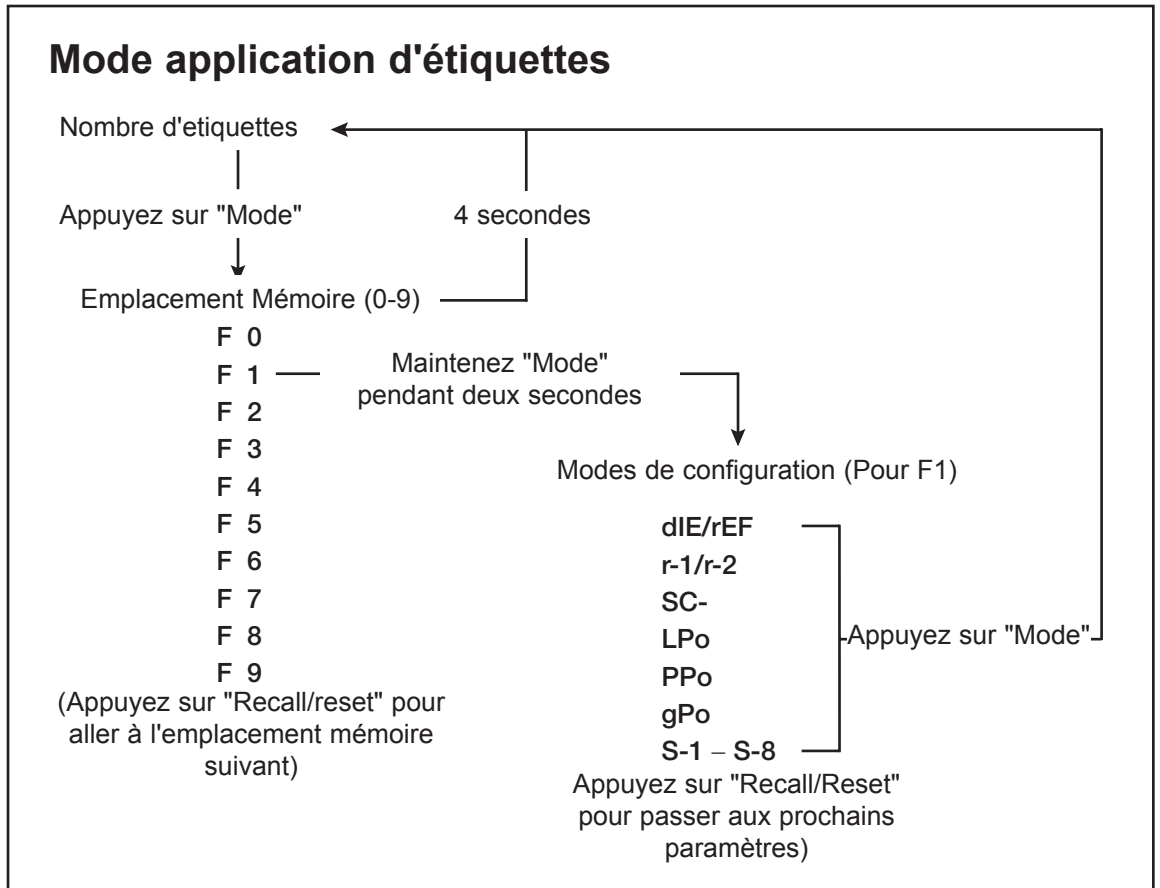 Mode application d'étiquettes
Nombre d'etiquettes
Appuyez sur "Mode"
4 secondes
Emplacement Mémoire (0-9)
F 0
F 1
F 2
F 3
F 4
F 5
F 6
F 7
F 8
F 9
(Appuyez sur "Recall/reset" pour
aller à l'emplacement mémoire
suivant)
Maintenez "Mode"
pendant deux secondes
Modes de configuration (Pour F1)
dIE/rEF
r-1/r-2
SC-
LPo
PPo
gPo
S-1 – S-8
Appuyez sur "Mode"
Appuyez sur "Recall/Reset"
pour passer aux prochains
paramètres)